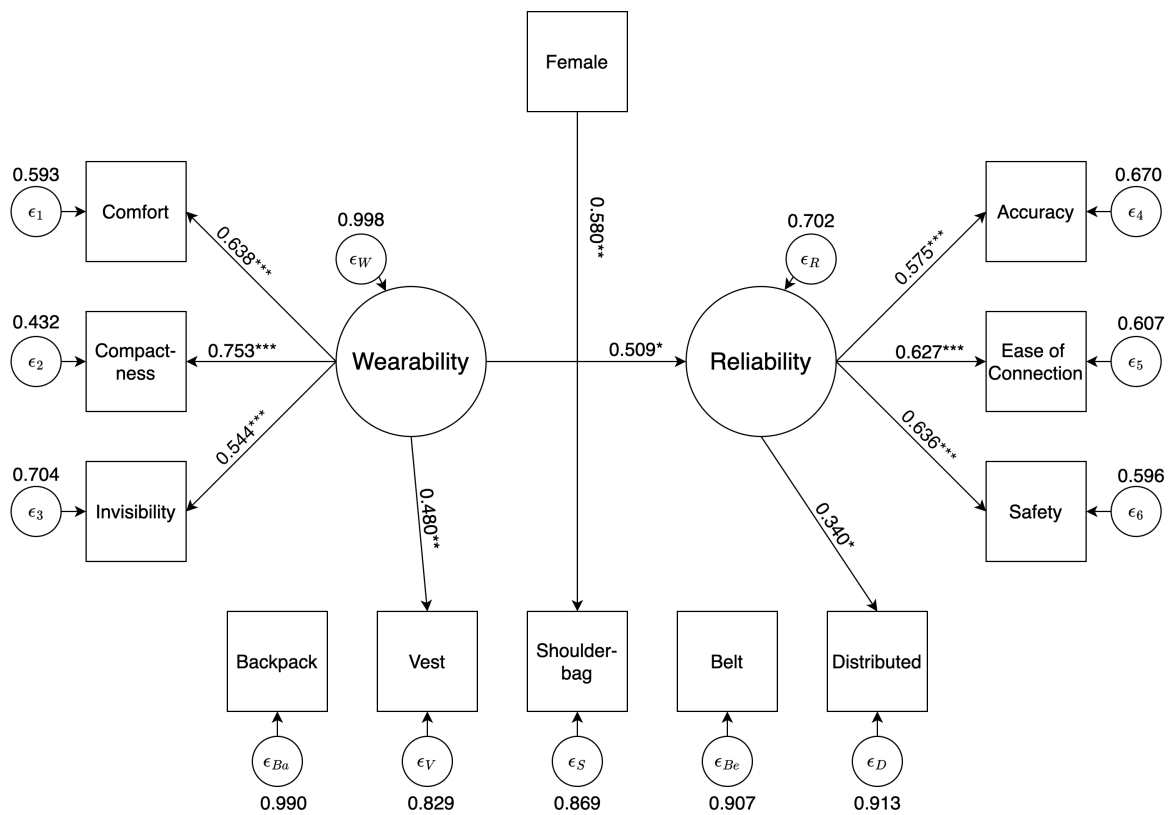 Female
0.593
ϵ1
Comfort
0.638***
0.998
ϵW
0.580**
0.702
ϵR
0.575***
Accuracy
0.670
ϵ4
0.432
ϵ2
Compact-
ness
0.753***
Wearability
0.509*
Reliability
0.627***
Ease of
Connection
0.607
ϵ5
0.704
ϵ3
Invisibility
0.544***
0.480**
0.340*
0.636***
Safety
0.596
ϵ6
Backpack
Vest
Shoulder-
bag
Belt
Distributed
ϵBa
ϵV
ϵS
ϵBe
ϵD
0.990
0.829
0.869
0.907
0.913